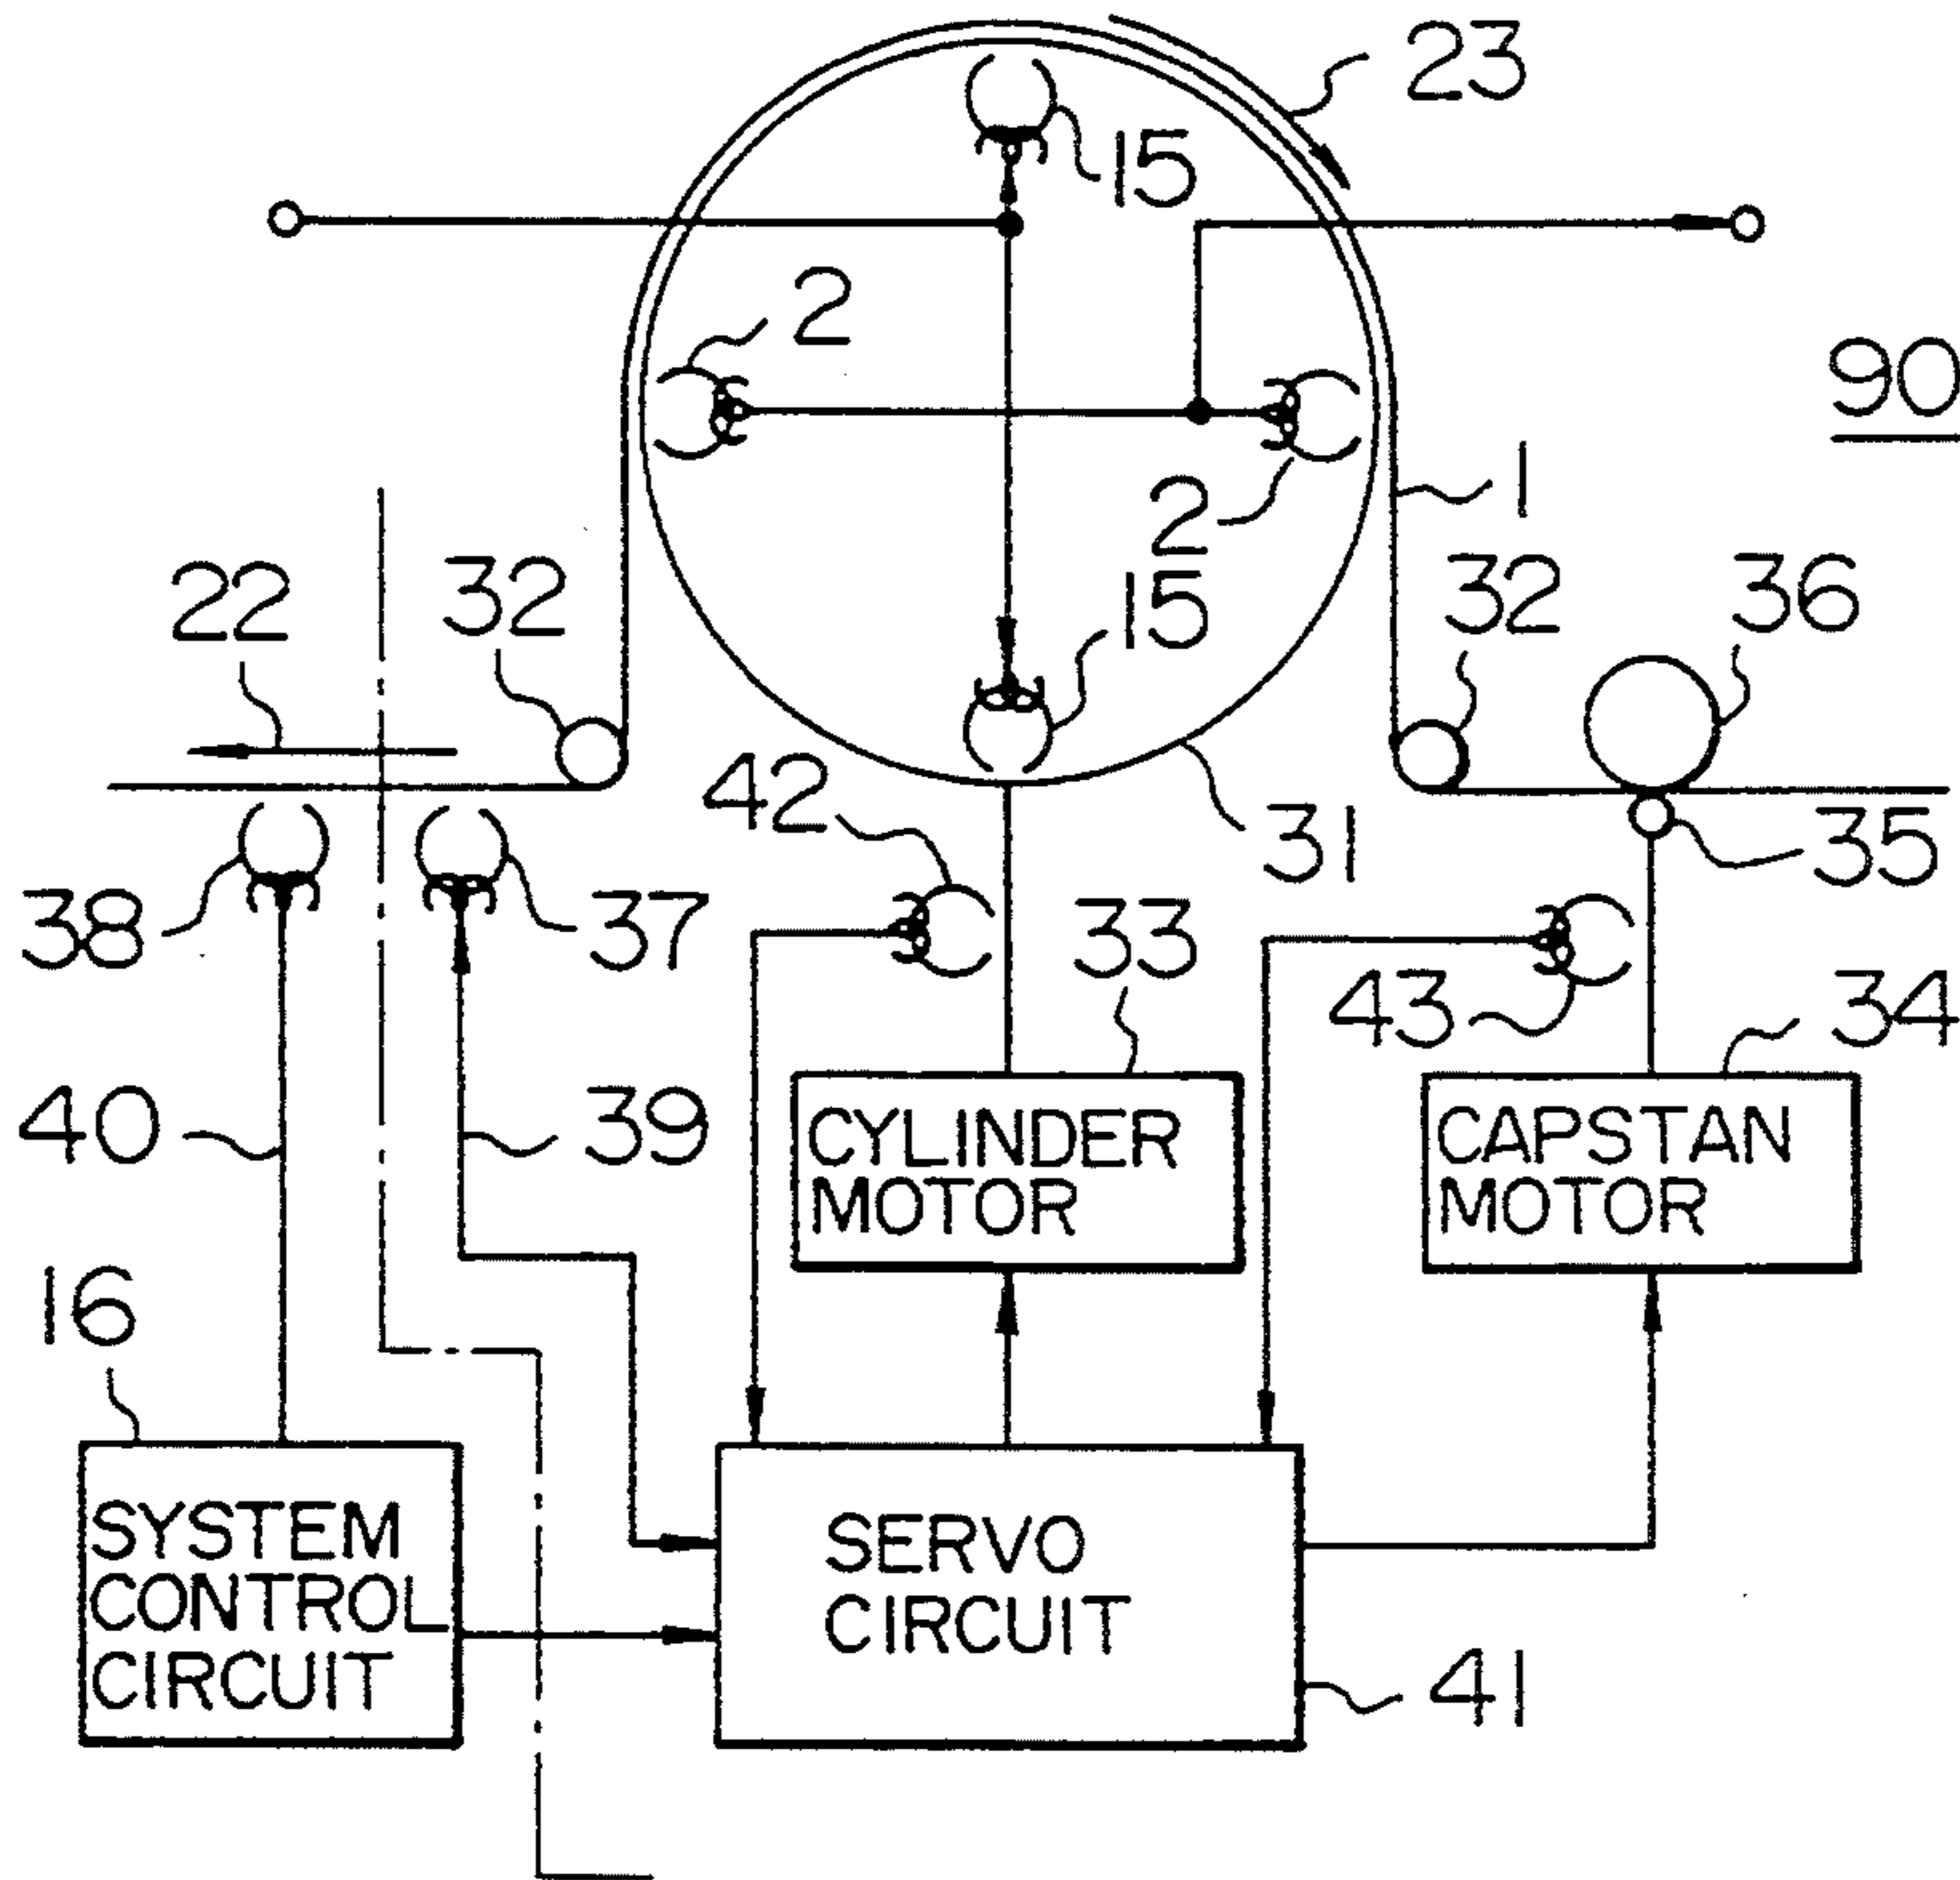 23
15
2
90
2
1
22
32
15
32
36
42
31
35
38
37
33
43
34
40
39
CYLINDER
MOTOR
CAPSTAN
MOTOR
16
SYSTEM
CONTROL
CIRCUIT
SERVO
CIRCUIT
41